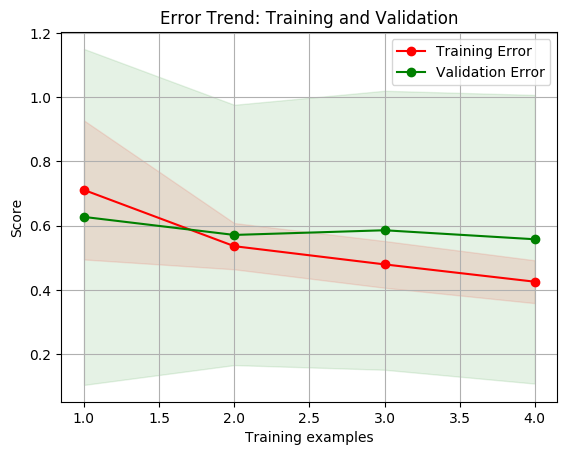 Error Trend: Training and Validation
Training Error
Validation Error
1.2
1.0
0.8
0.6
0.4
0.2
Score
1.0
1.5
2.0
2.5
3.0
3.5
4.0
Training examples